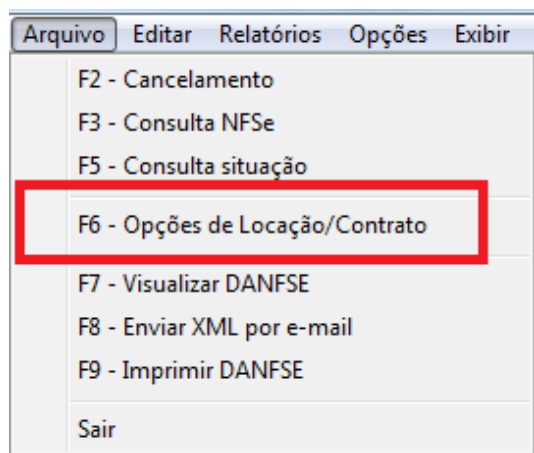 Arquivo Editar Relatórios Opções Exibir
F2 - Cancelamento
F3 - Consulta NFSe
F5 - Consulta situação
F6 - Opções de Locação/Contrato
F7 - Visualizar DANFSE
F8 - Enviar XML por e-mail
F9 - Imprimir DANFSE
Sair